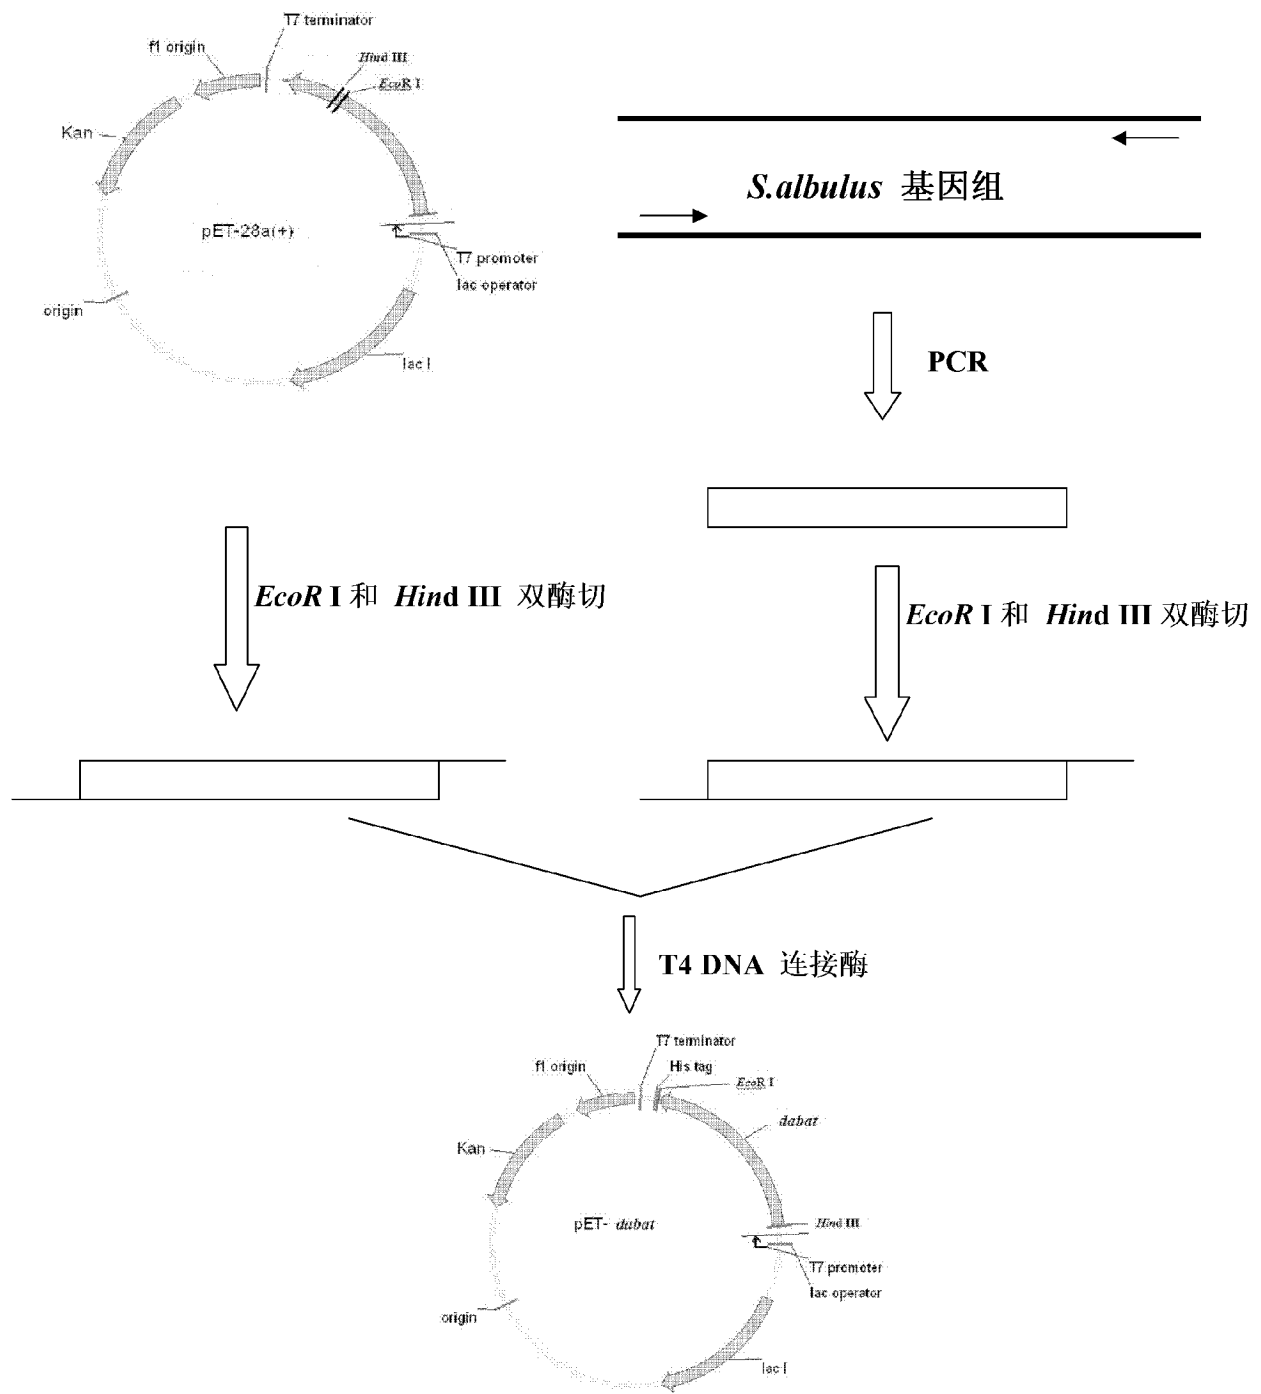 T7 terminator
f1 origin
Hind III
EcoR I
Kan
pET-28a(+)
T7 promoter
lac operator
origin
lac I
S.albulus 基因组
PCR
EcoR I 和 Hind III 双酶切
EcoR I 和 Hind III 双酶切
T4 DNA 连接酶
T7 terminator
His tag
f1 origin
EcoR I
dabat
Kan
pET- dabat
Hind III
T7 promoter
lac operator
origin
lac I